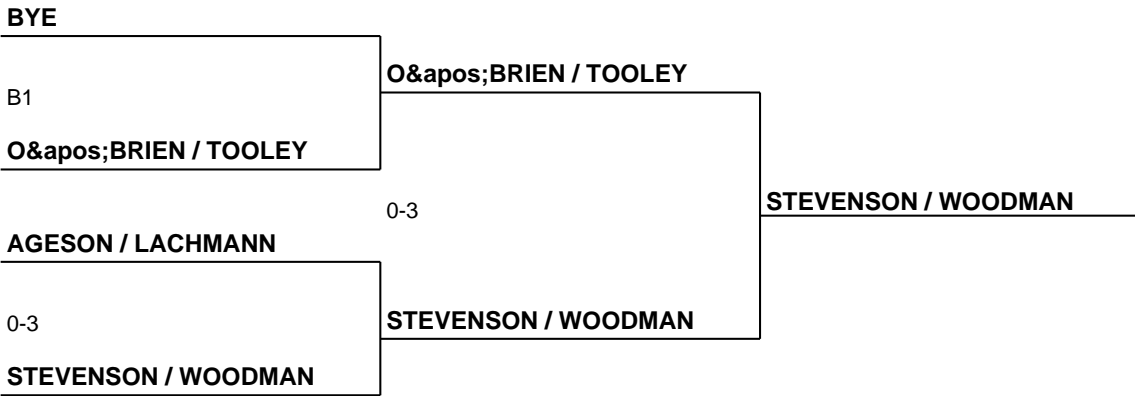 BYE
O&apos;BRIEN / TOOLEY
B1
O&apos;BRIEN / TOOLEY
STEVENSON / WOODMAN
0-3
AGESON / LACHMANN
STEVENSON / WOODMAN
0-3
STEVENSON / WOODMAN